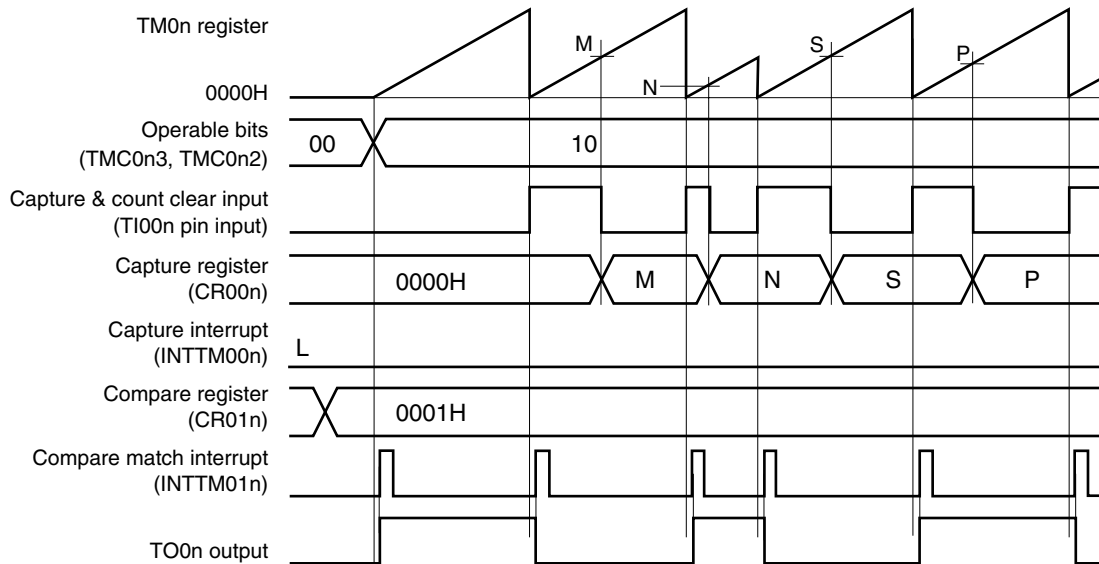 TM0n register
M
S
P
N
0000H
Operable bits
(TMC0n3, TMC0n2)
00
10
Capture & count clear input
(TI00n pin input)
Capture register
(CR00n)
0000H
M
N
S
P
Capture interrupt
(INTTM00n)
L
Compare register
(CR01n)
0001H
Compare match interrupt
(INTTM01n)
TO0n output